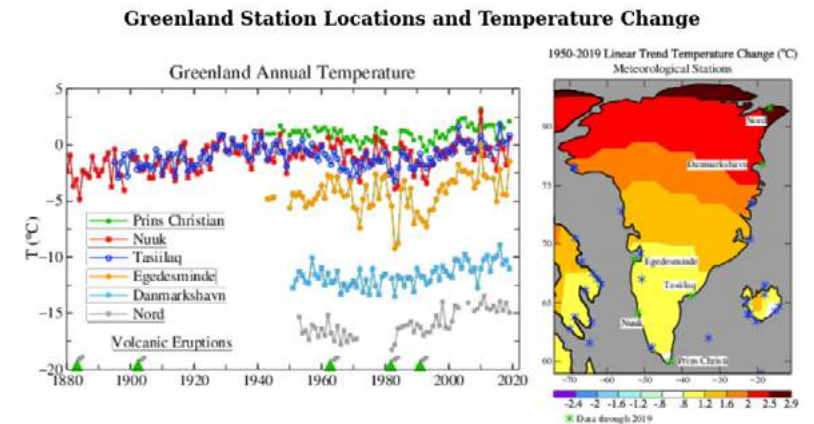 Greenland Station Locations and Temperature Change
Greenland Annual Temperature
T (°C)
5
0
−5
−10
−15
−20
Prins Christian
Nuuk
Tasiilaq
Egedesminde
Danmarkshavn
Nord
Volcanic Eruptions
1880 1900 1920 1940 1960 1980 2000 2020
1950-2019 Linear Trend Temperature Change (°C)
Meteorological Stations
80
75
70
65
60
Nord
Danmarkshavn
Egedesminde
Tasiilaq
Nuuk
Prins Christi
−70 −60 −50 −40 −30 −20
-2.4 -2 -1.6 -1.2 -.8 .8 1.2 1.6 2 2.5 2.9
Data through 2019